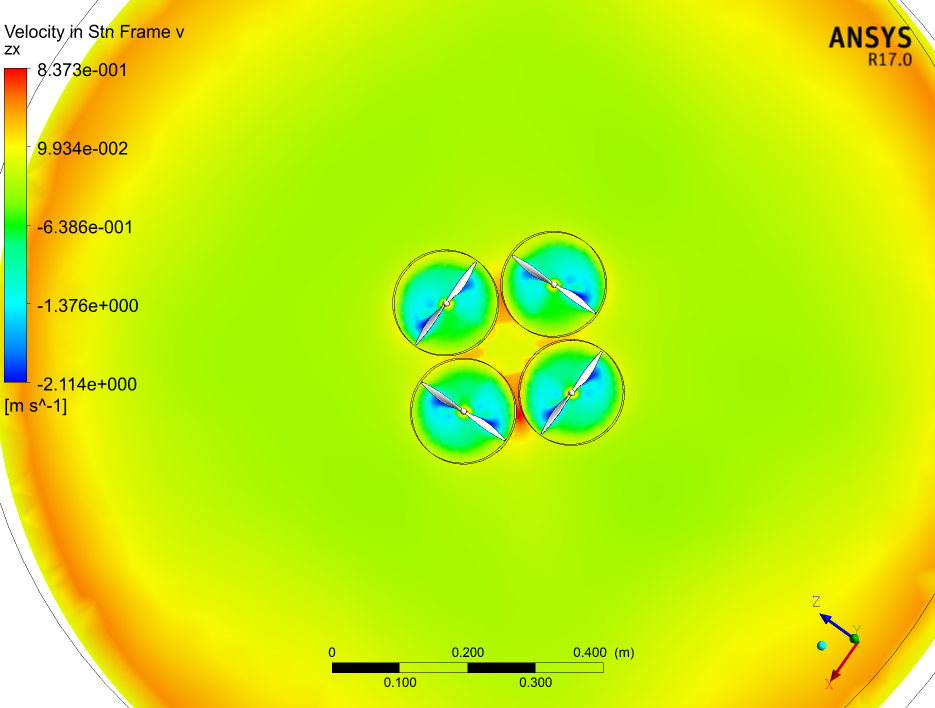 Velocity in Stn Frame v
zx
8.373e-001
9.934e-002
-6.386e-001
-1.376e+000
-2.114e+000
[m s^-1]
ANSYS
R17.0
Z
Y
X
0 0.200 0.400 (m)
0.100 0.300